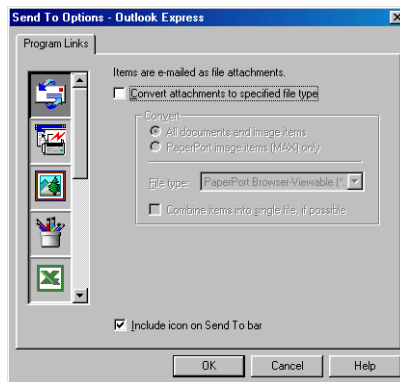 Send To Options - Outlook Express
Program Links
Items are e-mailed as file attachments.
Convert attachments to specified file type
Convert
All documents and image items
PaperPort image items (MAX) only
File type: PaperPort Browser-Viewable (*.
Combine items into single file, if possible
Include icon on Send To bar
OK Cancel Help